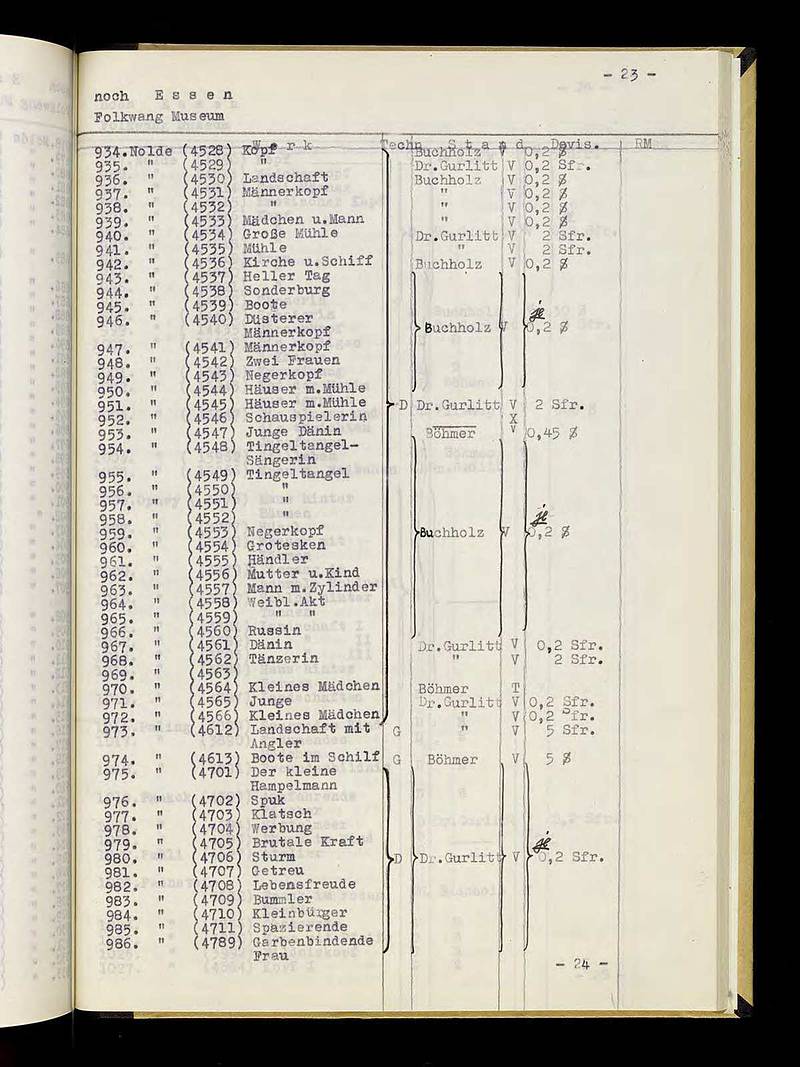 - 23 -
noch E s s e n
Folkwang Museum
W e r k Techn. S t a n d Devis. RM
934. Nolde (4528) Kopf Buchholz V 0,2 $
935. " (4529) " Dr.Gurlitt V 0,2 Sfr.
936. " (4530) Landschaft Buchholz V 0,2 $
937. " (4531) Männerkopf " V 0,2 $
938. " (4532) " " V 0,2 $
939. " (4533) Mädchen u.Mann " V 0,2 $
940. " (4534) Große Mühle Dr.Gurlitt V 2 Sfr.
941. " (4535) Mühle " V 2 Sfr.
942. " (4536) Kirche u.Schiff Buchholz V 0,2 $
943. " (4537) Heller Tag
944. " (4538) Sonderburg
945. " (4539) Boote je
946. " (4540) Düsterer
Männerkopf Buchholz V 0,2 $
947. " (4541) Männerkopf
948. " (4542) Zwei Frauen
949. " (4543) Negerkopf
950. " (4544) Häuser m.Mühle
951. " (4545) Häuser m.Mühle D Dr.Gurlitt V 2 Sfr.
952. " (4546) Schauspielerin X
953. " (4547) Junge Dänin Böhmer V 0,45 $
954. " (4548) Tingeltangel-
Sängerin
955. " (4549) Tingeltangel
956. " (4550) "
957. " (4551) "
958. " (4552) " je
959. " (4553) Negerkopf Buchholz V 0,2 $
960. " (4554) Grotesken
961. " (4555) Händler
962. " (4556) Mutter u.Kind
963. " (4557) Mann m.Zylinder
964. " (4558) Weibl.Akt
965. " (4559) " "
966. " (4560) Russin
967. " (4561) Dänin Dr.Gurlitt V 0,2 Sfr.
968. " (4562) Tänzerin " V 2 Sfr.
969. " (4563)
970. " (4564) Kleines Mädchen Böhmer T
971. " (4565) Junge Dr.Gurlitt V 0,2 Sfr.
972. " (4566) Kleines Mädchen " V 0,2 Sfr.
973. " (4612) Landschaft mit G " V 5 Sfr.
Angler
974. " (4613) Boote im Schilf G Böhmer V 5 $
975. " (4701) Der kleine
Hampelmann
976. " (4702) Spuk
977. " (4703) Klatsch
978. " (4704) Werbung
979. " (4705) Brutale Kraft je
980. " (4706) Sturm D Dr.Gurlitt V 0,2 Sfr.
981. " (4707) Getreu
982. " (4708) Lebensfreude
983. " (4709) Bummler
984. " (4710) Kleinbürger
985. " (4711) Spazierende
986. " (4789) Garbenbindende
Frau
- 24 -